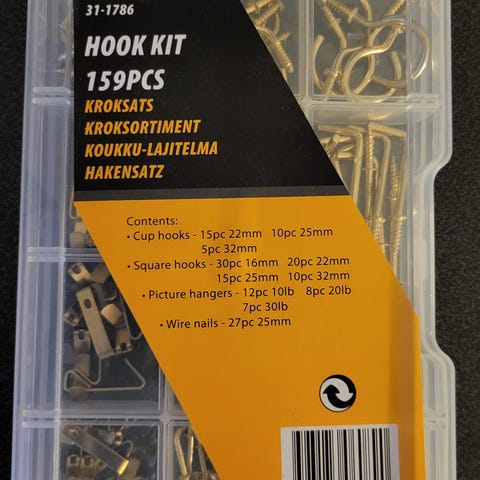 31-1786
HOOK KIT
159PCS
KROKSATS
KROKSORTIMENT
KOUKKU-LAJITELMA
HAKENSATZ
Contents:
• Cup hooks - 15pc 22mm 10pc 25mm
5pc 32mm
• Square hooks - 30pc 16mm 20pc 22mm
15pc 25mm 10pc 32mm
• Picture hangers - 12pc 10lb 8pc 20lb
7pc 30lb
• Wire nails - 27pc 25mm